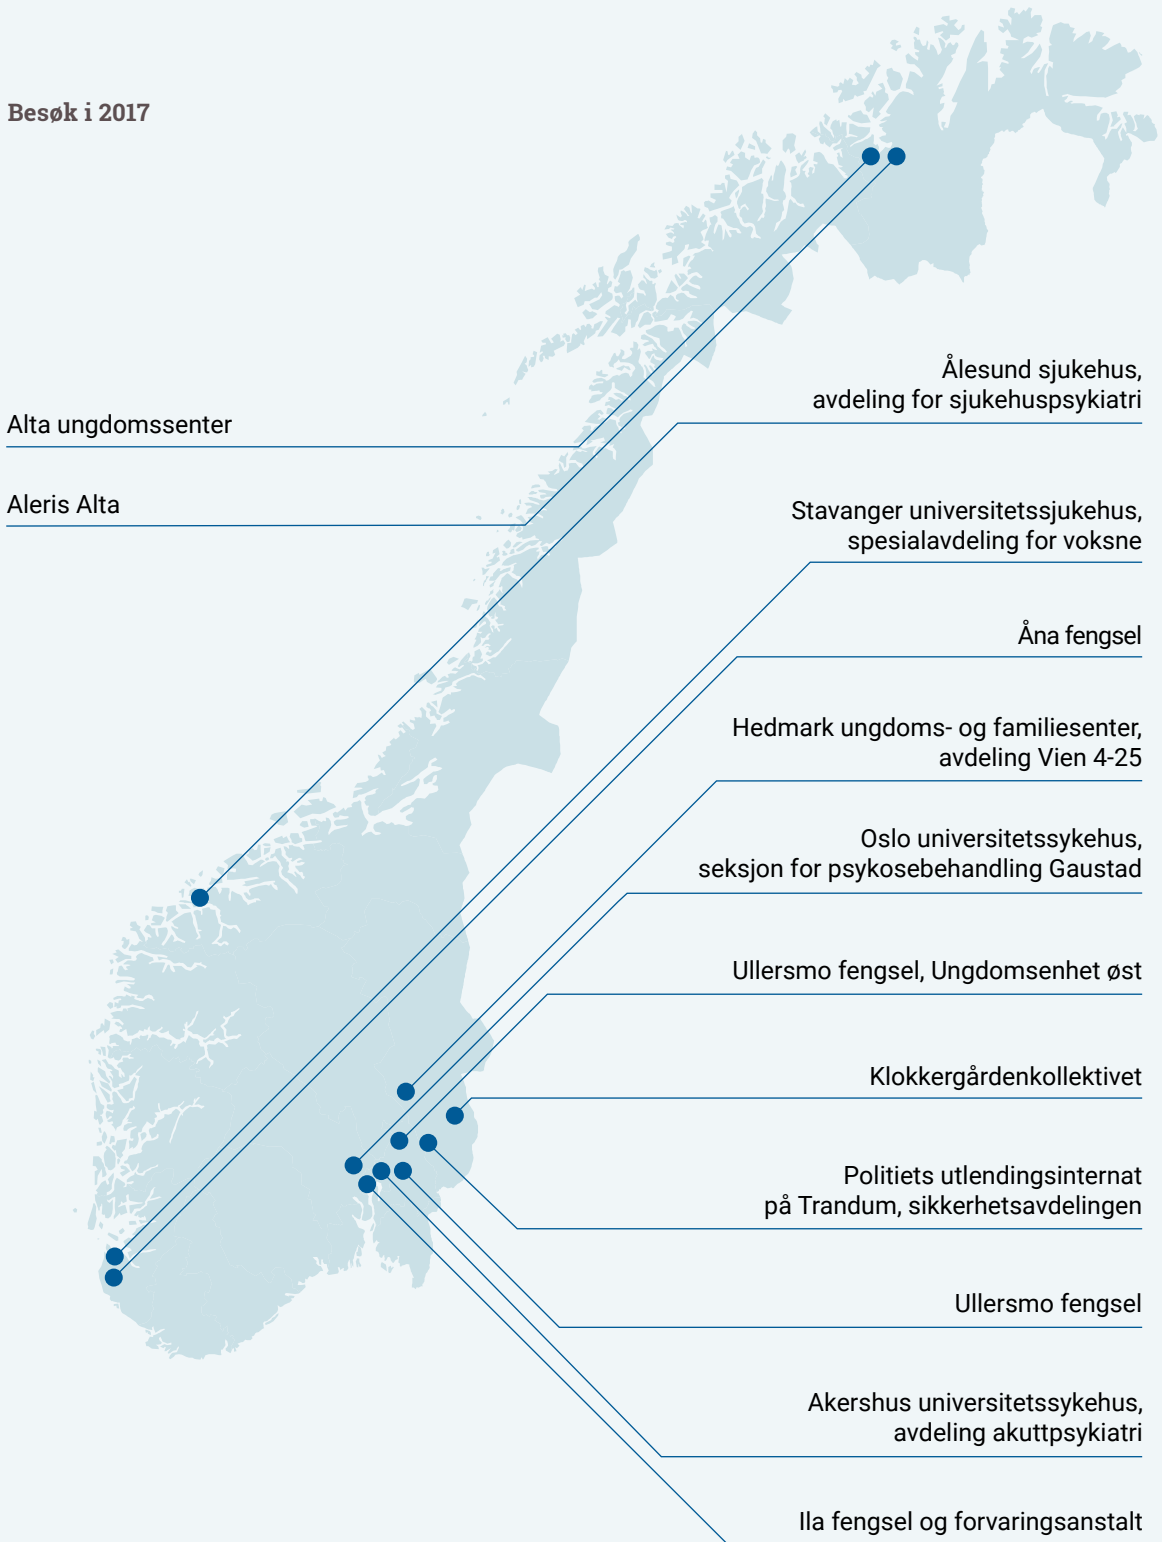 Besøk i 2017
Alta ungdomssenter
Aleris Alta
Ålesund sjukehus,
avdeling for sjukehuspsykiatri
Stavanger universitetssjukehus,
spesialavdeling for voksne
Åna fengsel
Hedmark ungdoms- og familiesenter,
avdeling Vien 4-25
Oslo universitetssykehus,
seksjon for psykosebehandling Gaustad
Ullersmo fengsel, Ungdomsenhet øst
Klokkergårdenkollektivet
Politiets utlendingsinternat
på Trandum, sikkerhetsavdelingen
Ullersmo fengsel
Akershus universitetssykehus,
avdeling akuttpsykiatri
Ila fengsel og forvaringsanstalt